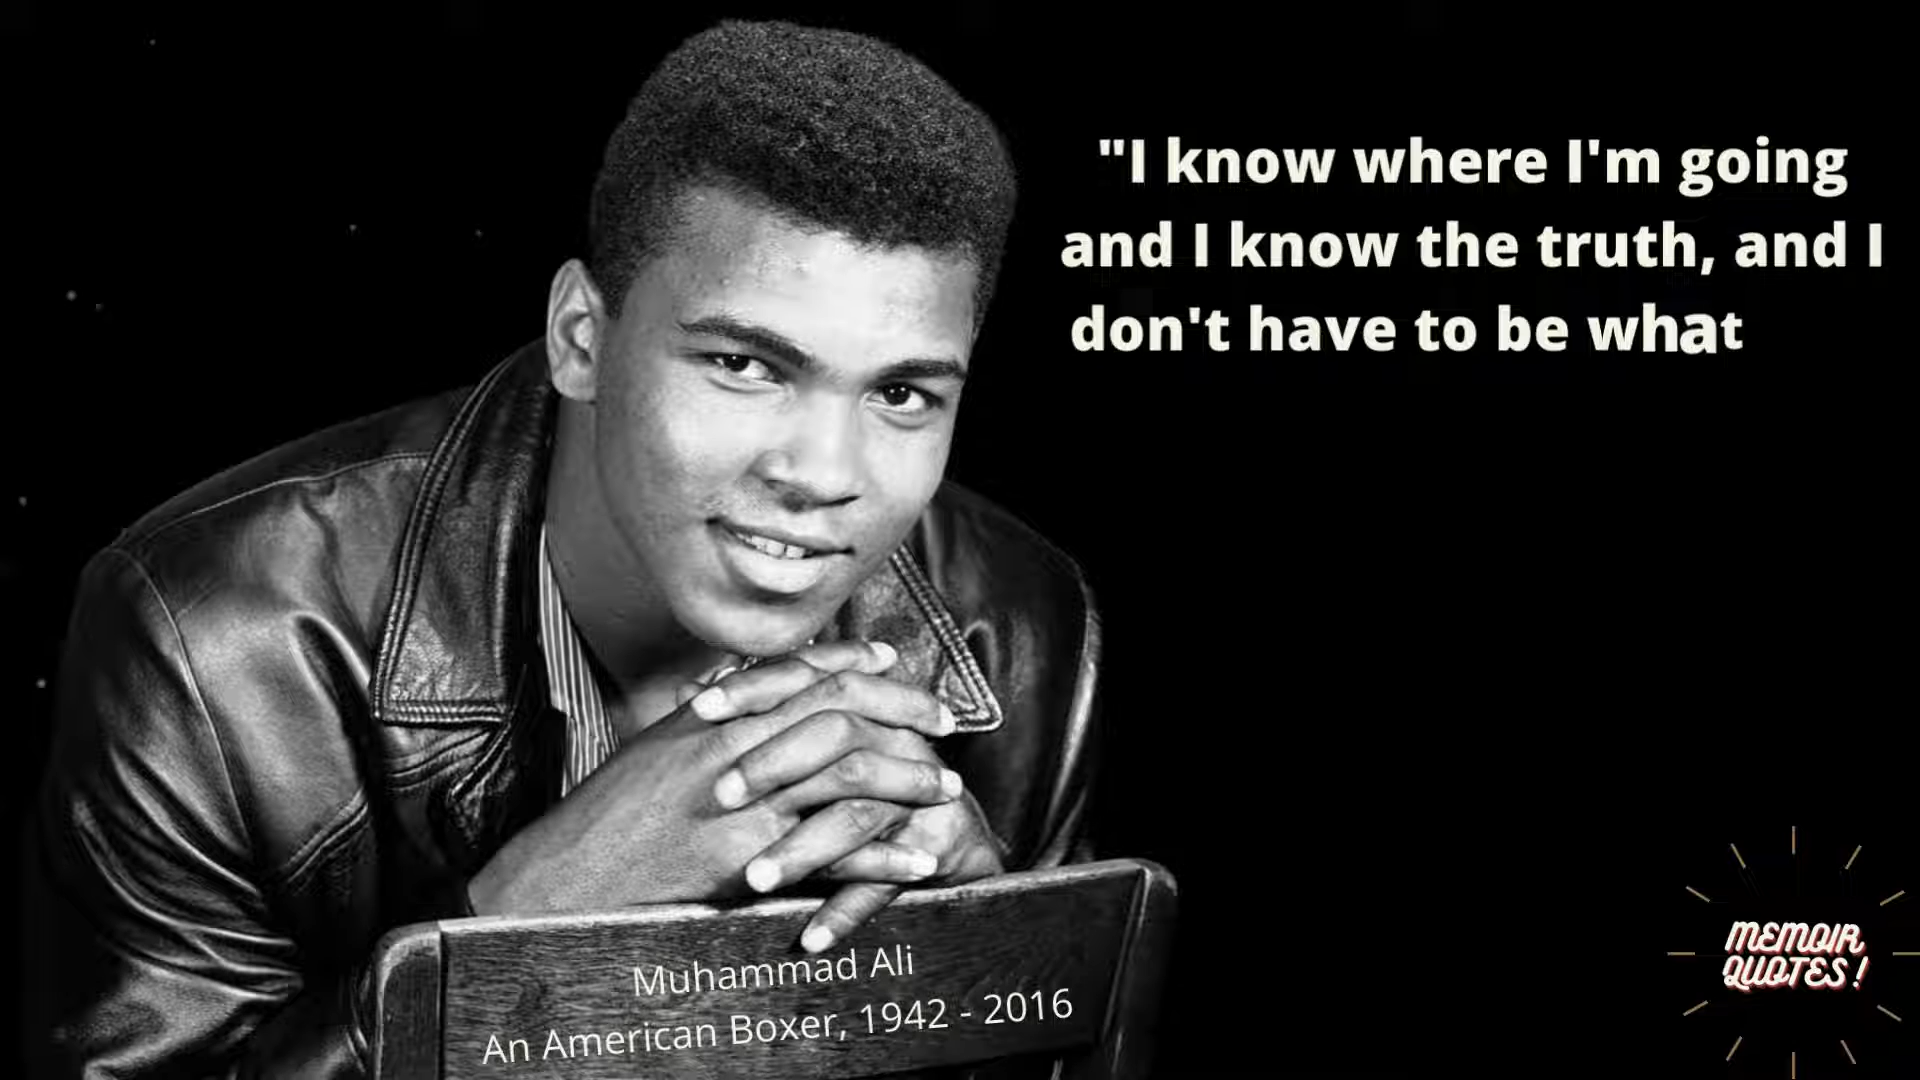 "I know where I'm going
and I know the truth, and I
don't have to be what
Muhammad Ali
An American Boxer, 1942 - 2016
MEMOIR
QUOTES!